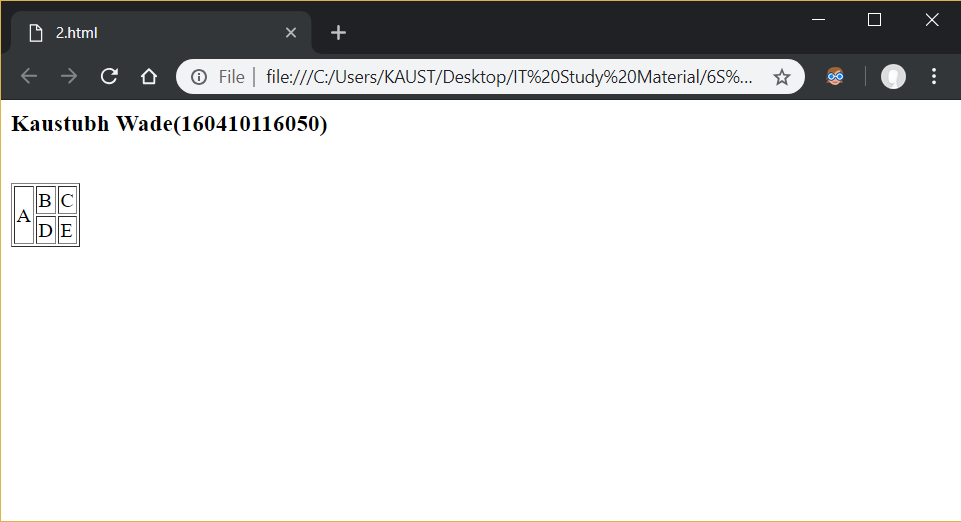 2.html
File | file:///C:/Users/KAUST/Desktop/IT%20Study%20Material/6S%...
Kaustubh Wade(160410116050)
A B C
D E